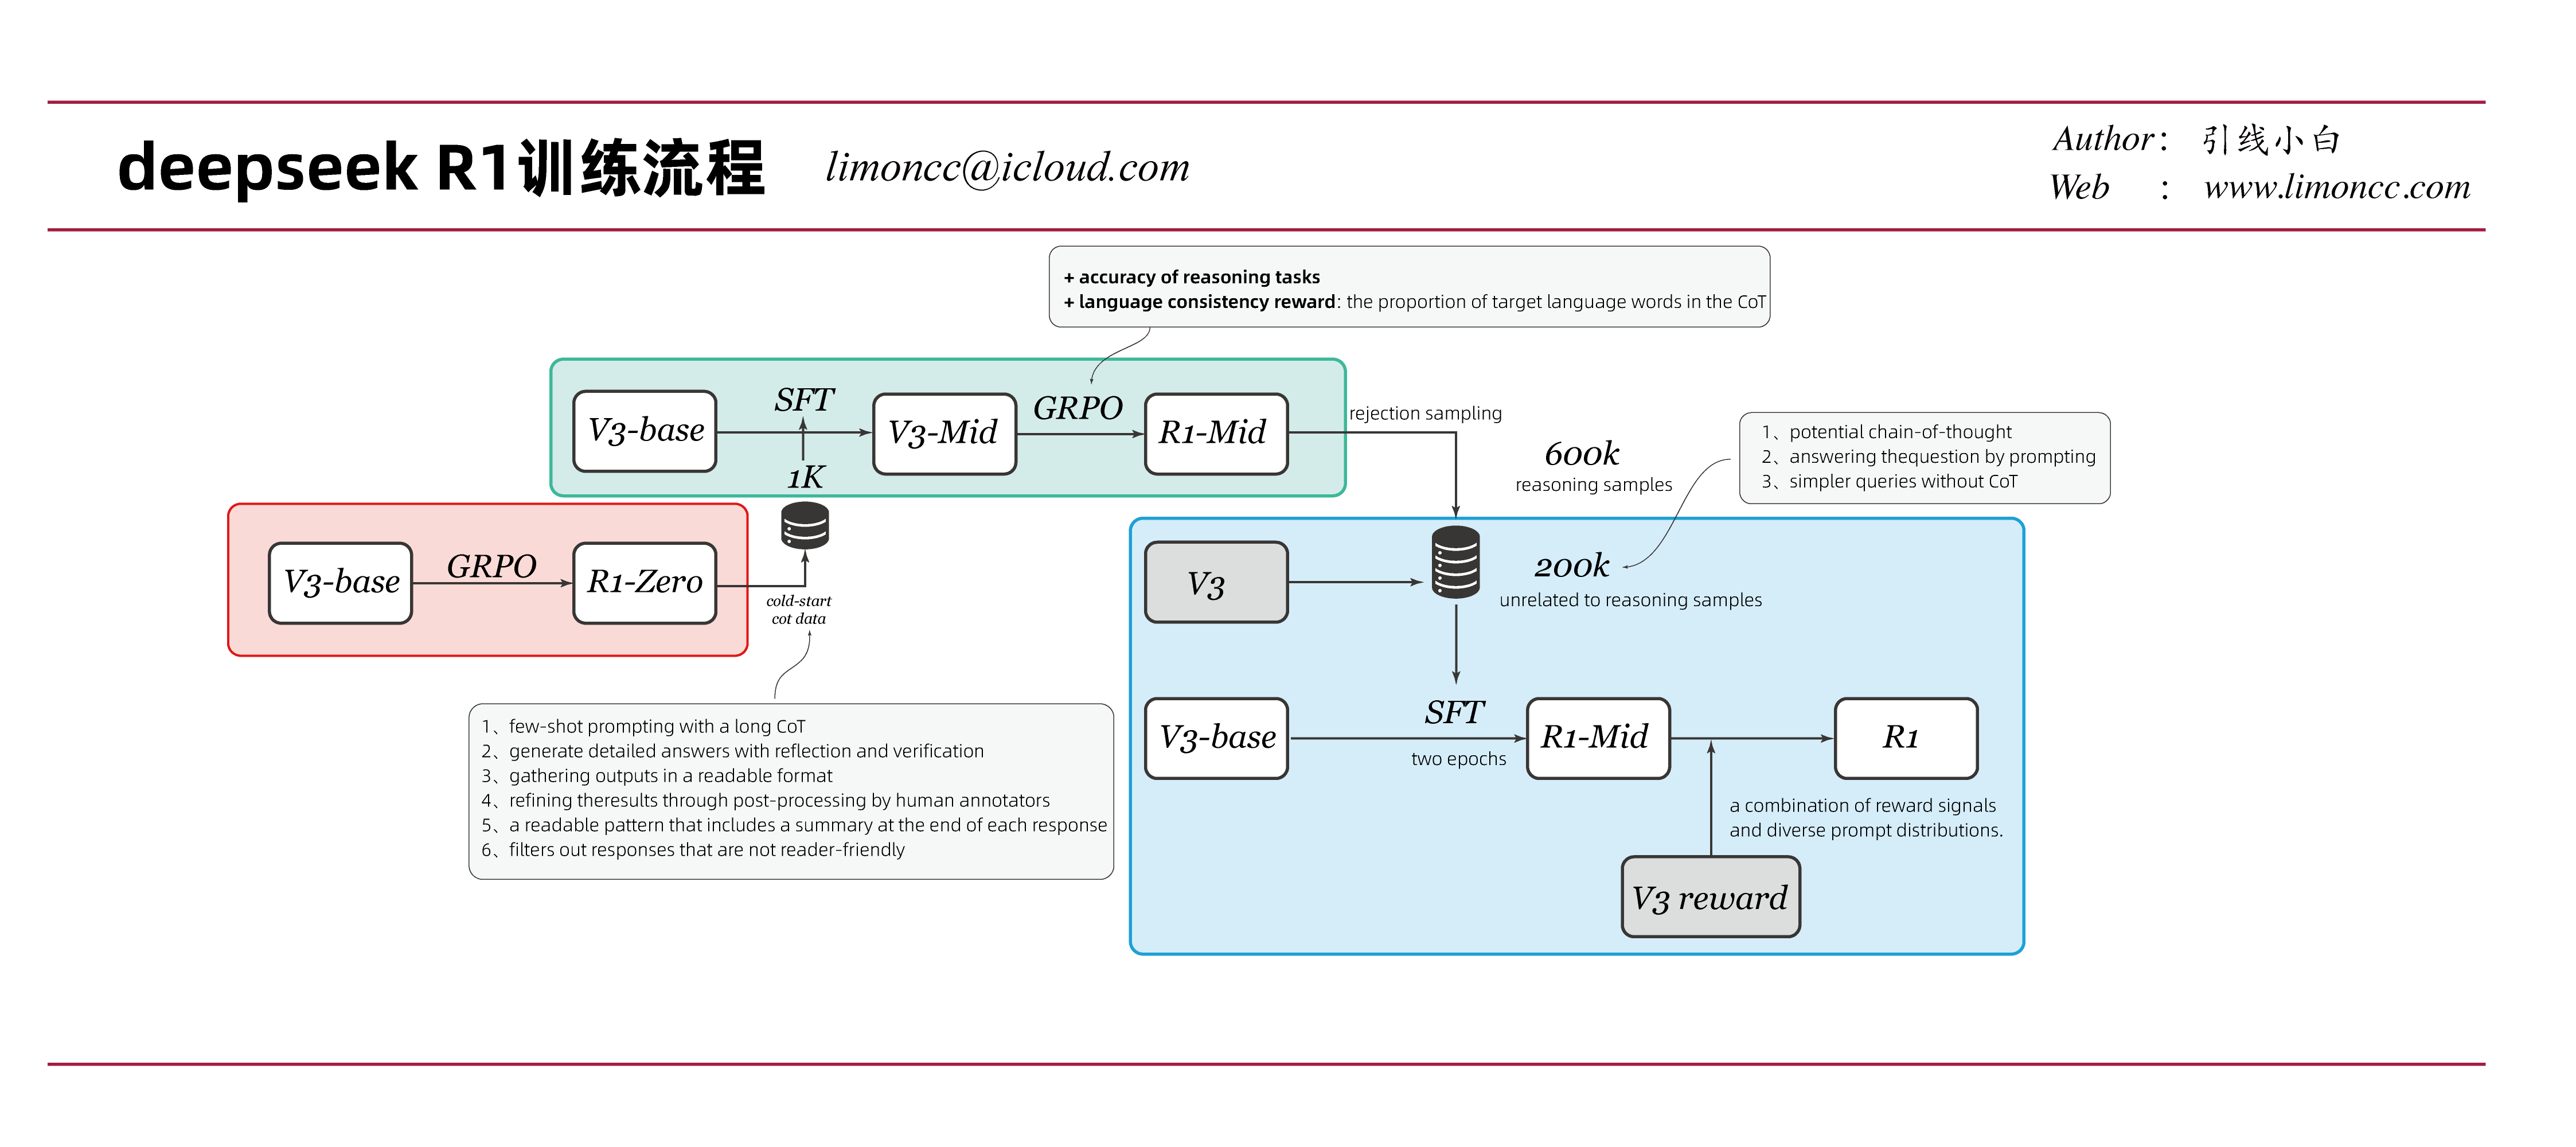 deepseek R1训练流程
limoncc@icloud.com
Author： 引线小白
Web ： www.limoncc.com
+ accuracy of reasoning tasks
+ language consistency reward: the proportion of target language words in the CoT
V3-base
SFT
1K
V3-Mid
GRPO
R1-Mid
rejection sampling
V3-base
GRPO
R1-Zero
cold-start
cot data
1、few-shot prompting with a long CoT
2、generate detailed answers with reflection and verification
3、gathering outputs in a readable format
4、refining theresults through post-processing by human annotators
5、a readable pattern that includes a summary at the end of each response
6、filters out responses that are not reader-friendly
600k
reasoning samples
1、potential chain-of-thought
2、answering thequestion by prompting
3、simpler queries without CoT
V3
200k
unrelated to reasoning samples
V3-base
SFT
two epochs
R1-Mid
R1
a combination of reward signals
and diverse prompt distributions.
V3 reward